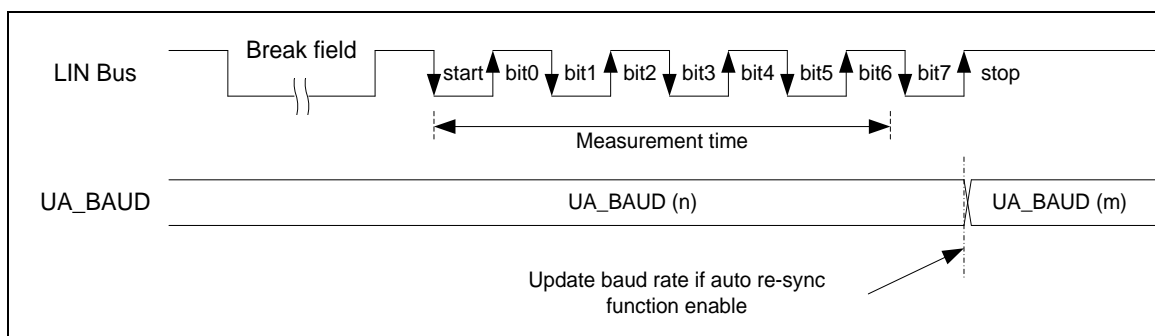 Break field
LIN Bus
start bit0 bit1 bit2 bit3 bit4 bit5 bit6 bit7 stop
Measurement time
UA_BAUD
UA_BAUD (n)
UA_BAUD (m)
Update baud rate if auto re-sync
function enable